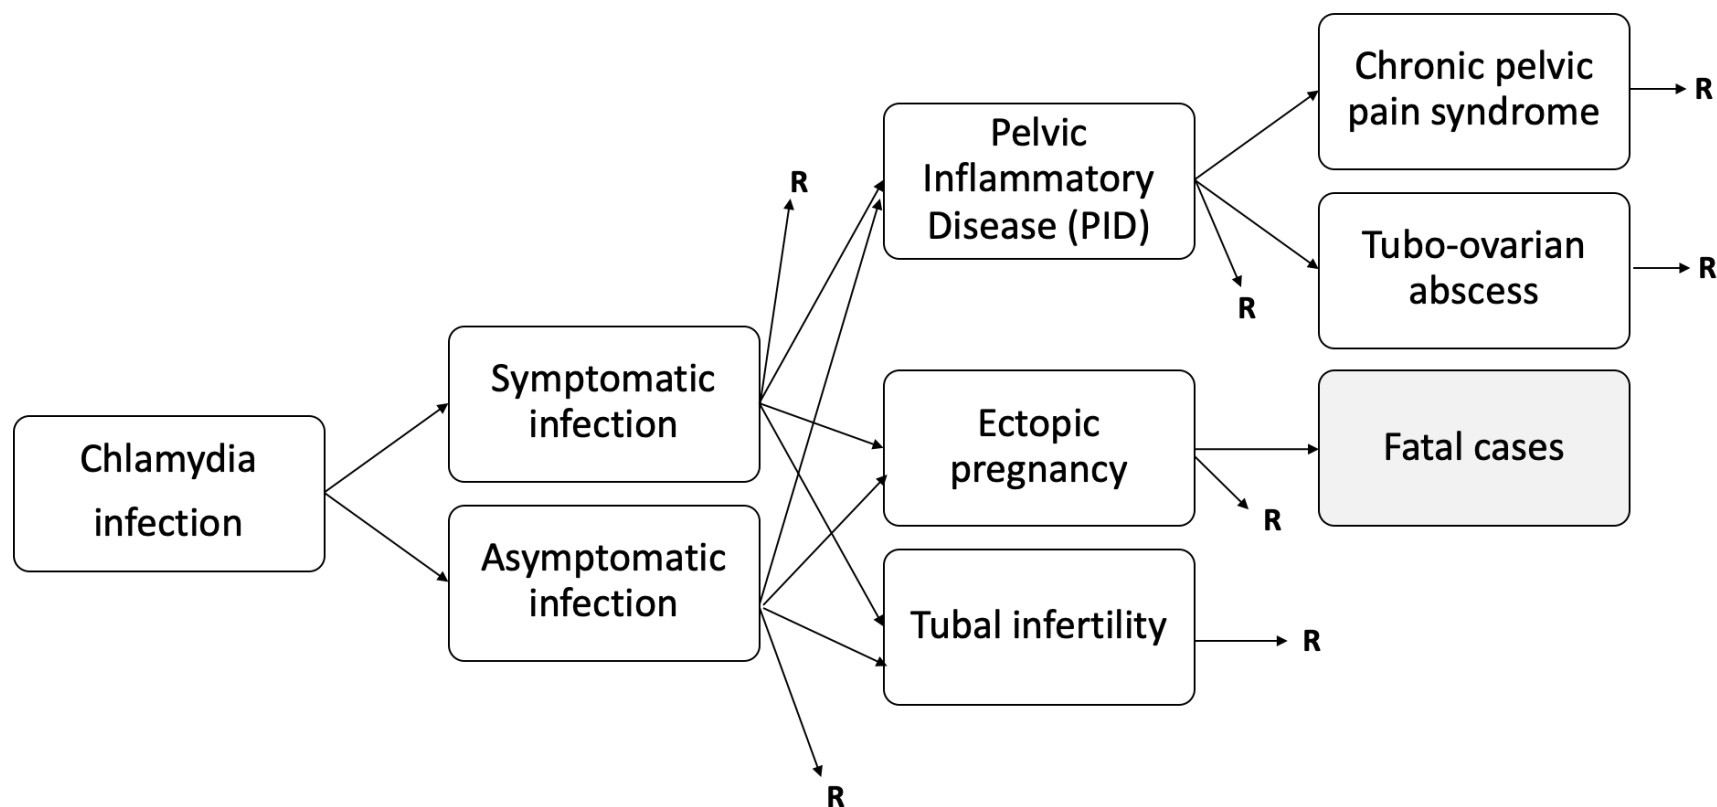 Chlamydia
infection
Symptomatic
infection
R
Asymptomatic
infection
R
Pelvic
Inflammatory
Disease (PID)
R
Ectopic
pregnancy
R
Tubal infertility
R
Chronic pelvic
pain syndrome
R
Tubo-ovarian
abscess
R
Fatal cases